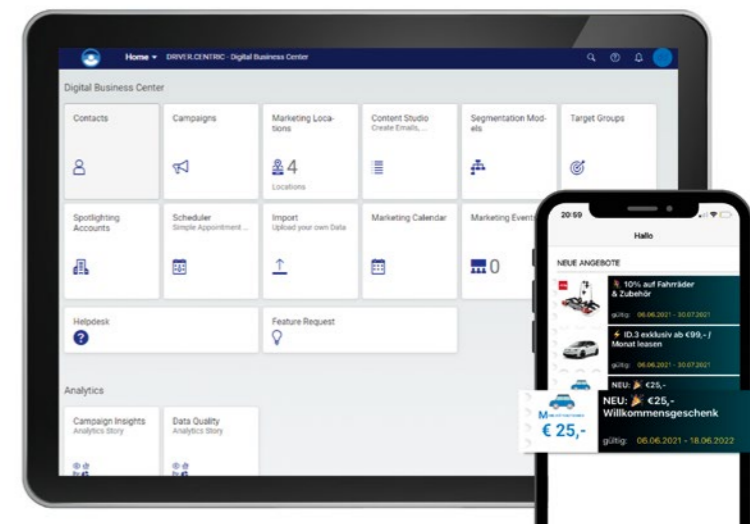 Home
DRIVER.CENTRIC - Digital Business Center
Digital Business Center
Contacts
Campaigns
Marketing Loca-
tions
4
Locations
Content Studio
Create Emails, ...
Segmentation Mod-
els
Target Groups
Spotlighting
Accounts
Scheduler
Simple Appointment ...
Import
Upload your own Data
Marketing Calendar
Marketing Events
0
Helpdesk
Feature Request
Analytics
Campaign Insights
Analytics Story
Data Quality
Analytics Story
20:59
Hallo
NEUE ANGEBOTE
10% auf Fahrräder
& Zubehör
gültig: 06.06.2021 - 30.07.2021
ID.3 exklusiv ab €99,- /
Monat leasen
gültig: 06.06.2021 - 30.07.2021
NEU: €25,-
€ 25,-
NEU: €25,-
Willkommensgeschenk
gültig: 06.06.2021 - 18.06.2022